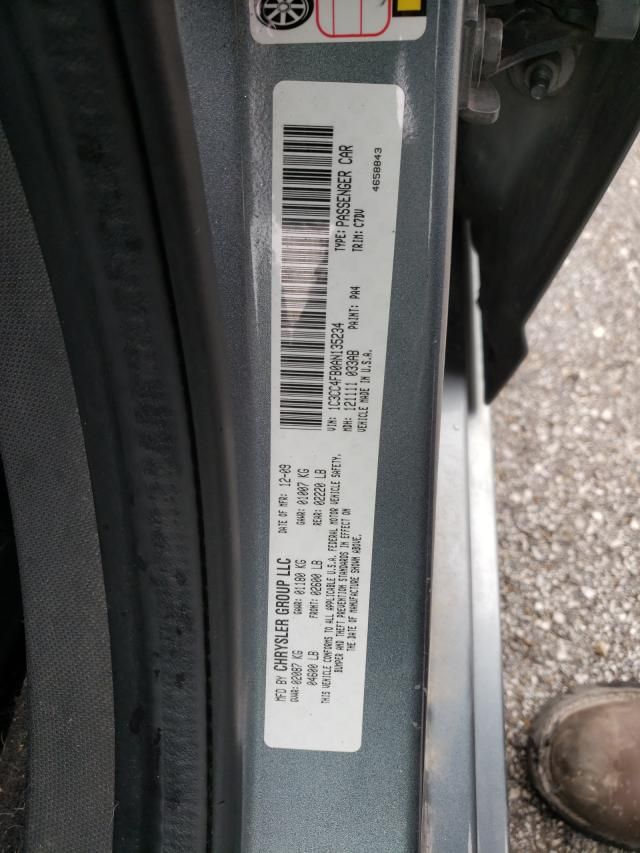 MFD BY CHRYSLER GROUP LLC DATE OF MFR: 12-09
GVWR: 02087 KG GAWR: 01180 KG GAWR: 01007 KG
04600 LB FRONT: 02600 LB REAR: 02220 LB
THIS VEHICLE CONFORMS TO ALL APPLICABLE U.S.A. FEDERAL MOTOR VEHICLE SAFETY,
BUMPER AND THEFT PREVENTION STANDARDS IN EFFECT ON
THE DATE OF MANUFACTURE SHOWN ABOVE.
VIN: 1C3CC4FB0AN135234 TYPE: PASSENGER CAR
MDH: 121111 033AB PAINT: PA4 TRIM: C7DV
VEHICLE MADE IN U.S.A.
4658843